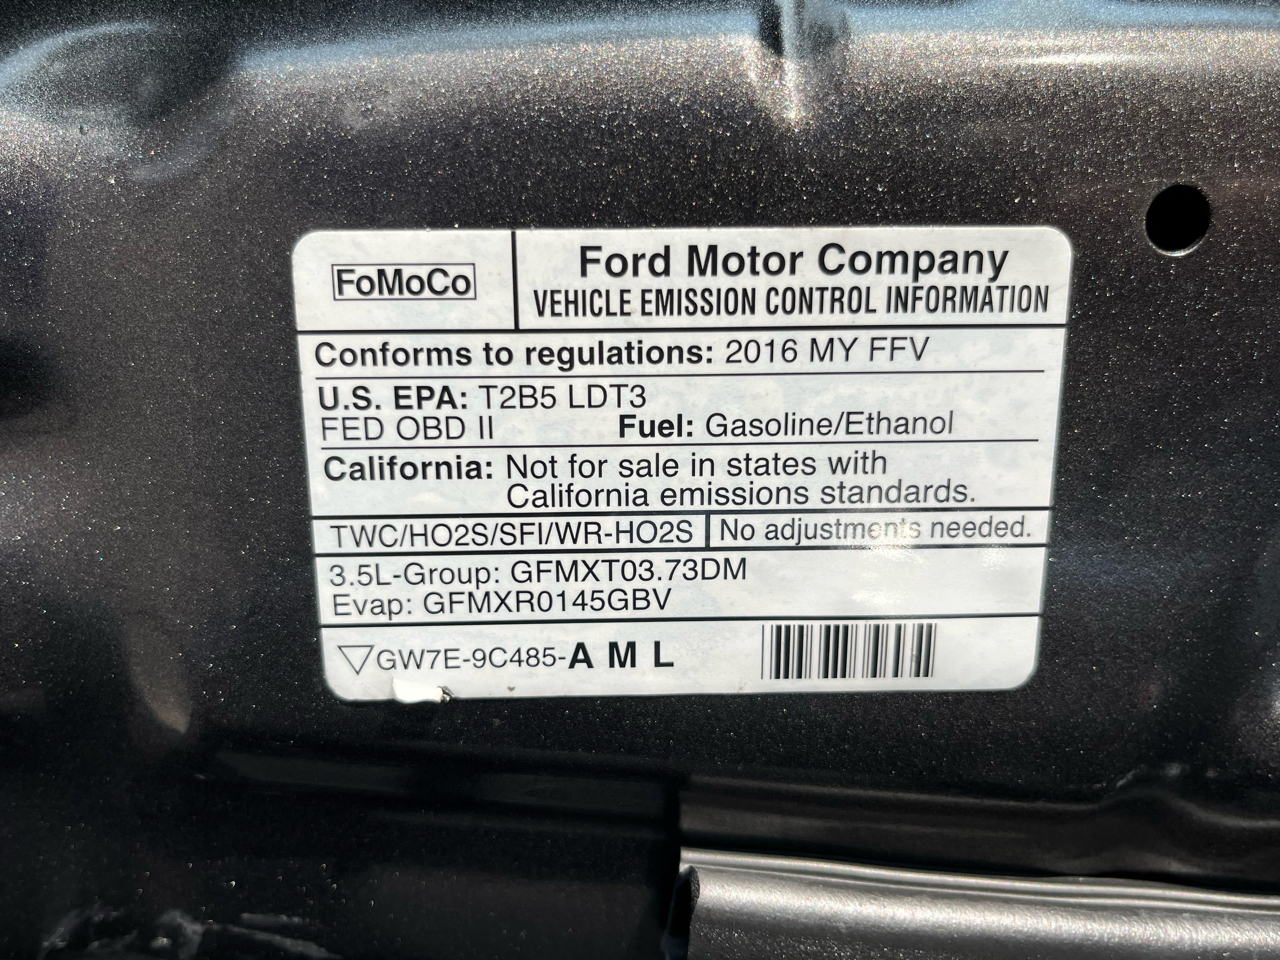 FoMoCo
Ford Motor Company
VEHICLE EMISSION CONTROL INFORMATION
Conforms to regulations: 2016 MY FFV
U.S. EPA: T2B5 LDT3
FED OBD II Fuel: Gasoline/Ethanol
California: Not for sale in states with
California emissions standards.
TWC/HO2S/SFI/WR-HO2S No adjustments needed.
3.5L-Group: GFMXT03.73DM
Evap: GFMXR0145GBV
GW7E-9C485-A M L